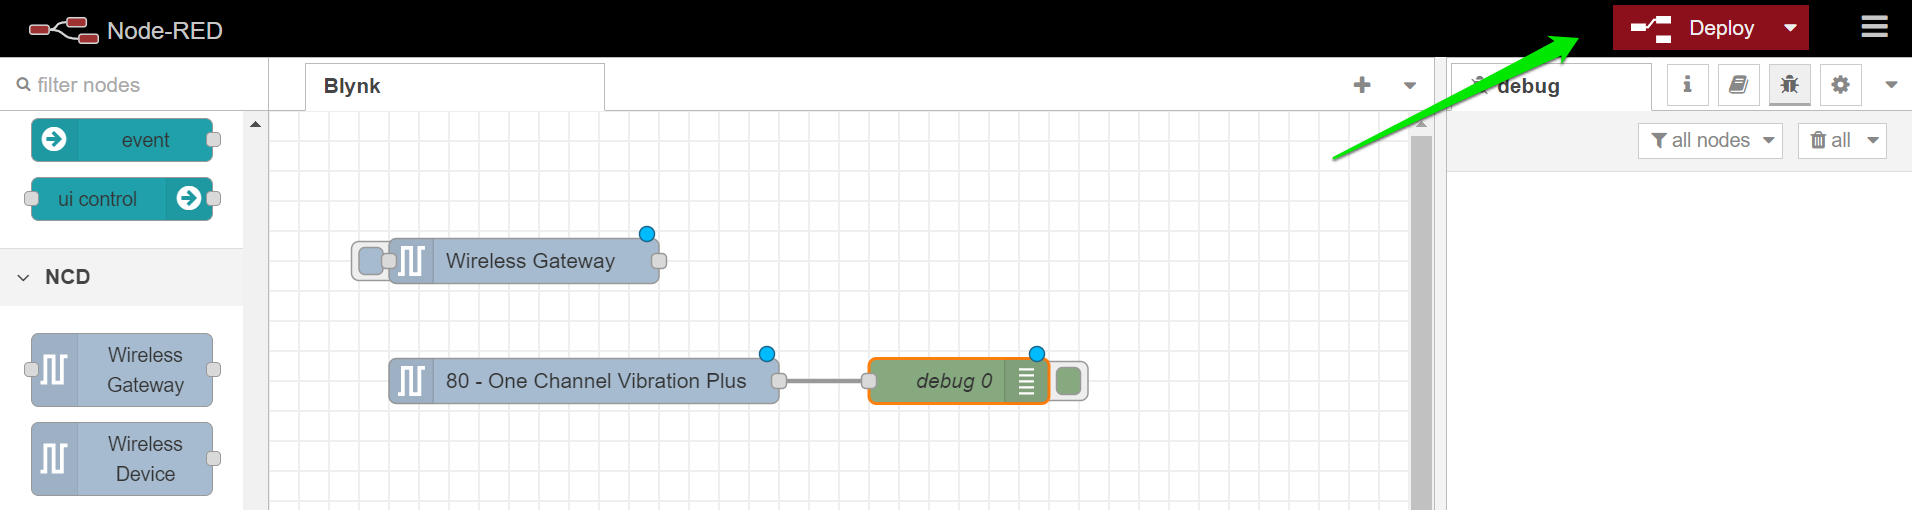 Node-RED
Deploy
filter nodes
Blynk
debug
i
event
all nodes
all
ui control
NCD
Wireless Gateway
Wireless
Gateway
80 - One Channel Vibration Plus
debug 0
Wireless
Device